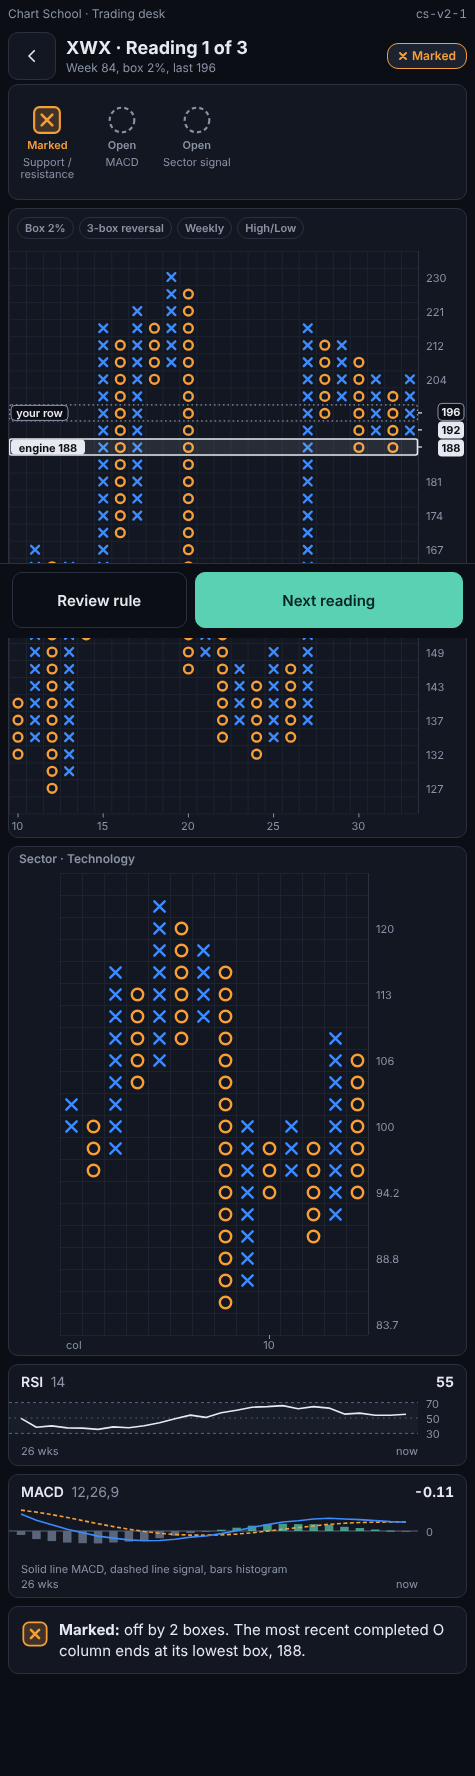 Chart School · Trading desk
cs-v2-1
XWX · Reading 1 of 3
Week 84, box 2%, last 196
Marked
Marked
Support / resistance
Open
MACD
Open
Sector signal
Box 2%
3-box reversal
Weekly
High/Low
230
221
212
204
your row
196
192
engine 188
188
181
174
167
Review rule
Next reading
149
143
137
132
127
10
15
20
25
30
Sector · Technology
120
113
106
100
94.2
88.8
83.7
col
10
RSI 14
55
70
50
30
26 wks
now
MACD 12,26,9
-0.11
0
Solid line MACD, dashed line signal, bars histogram
26 wks
now
Marked: off by 2 boxes. The most recent completed O
column ends at its lowest box, 188.